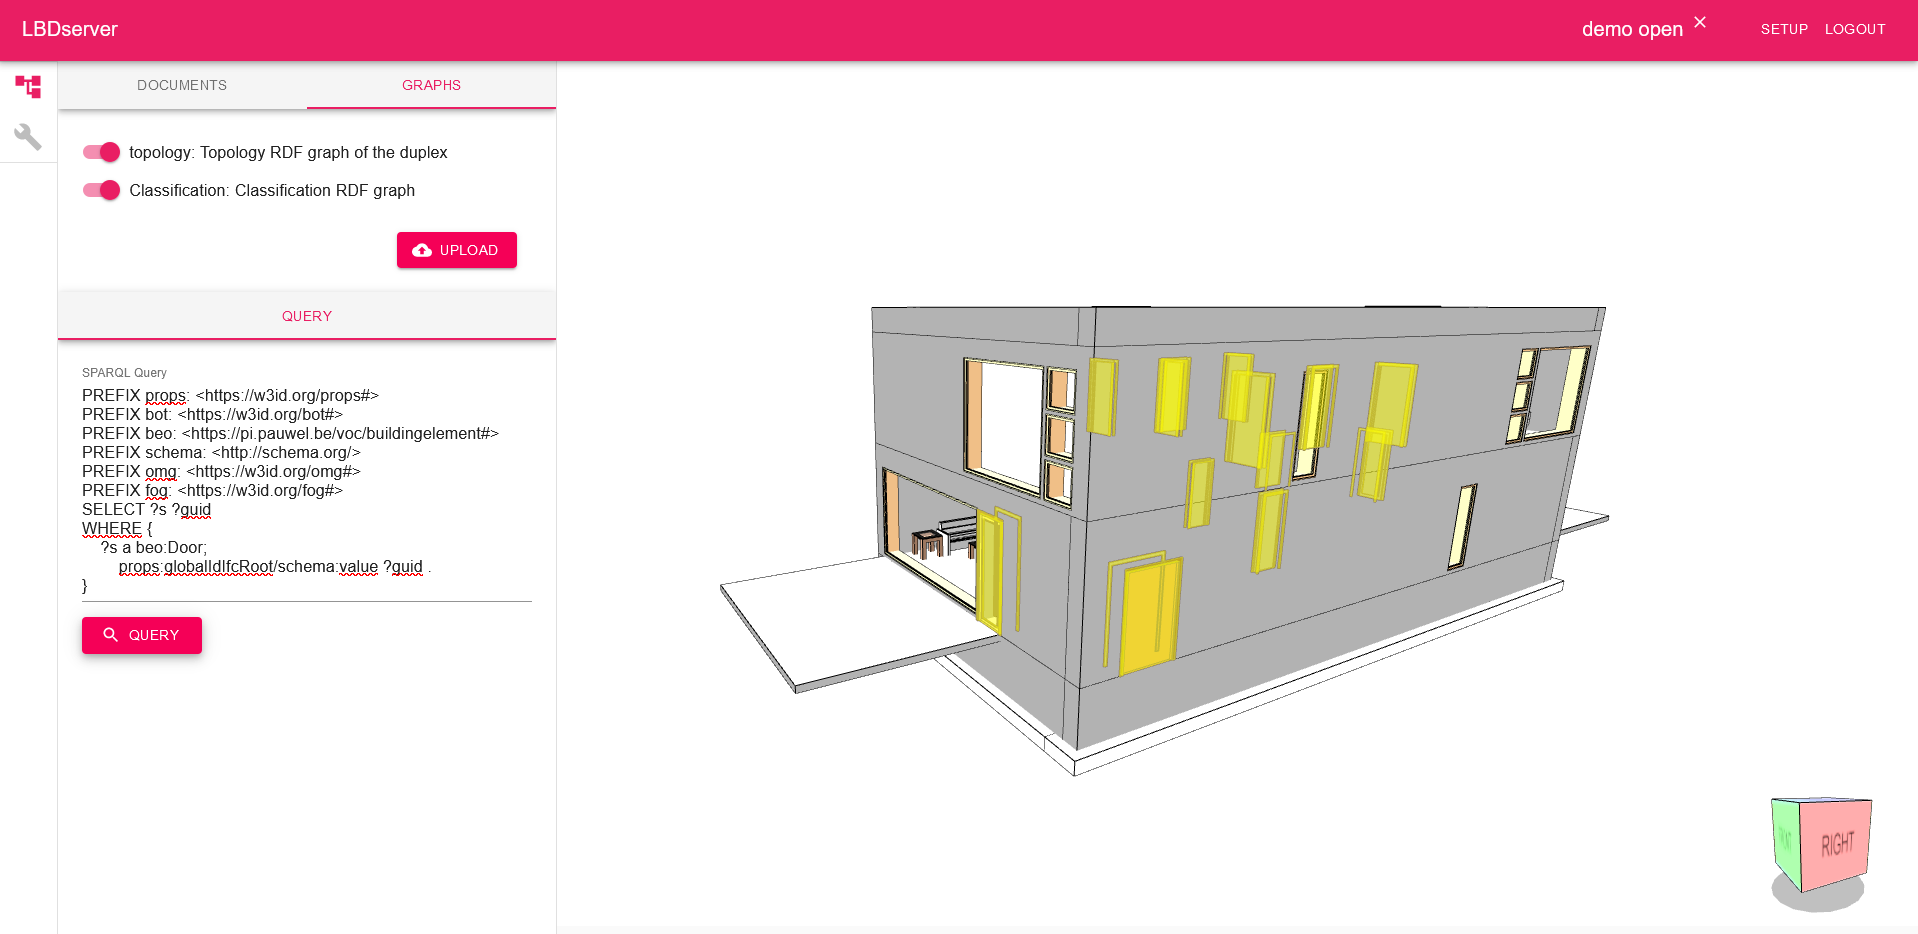 LBDserver
demo open
SETUP
LOGOUT
DOCUMENTS
GRAPHS
topology: Topology RDF graph of the duplex
Classification: Classification RDF graph
UPLOAD
QUERY
SPARQL Query
PREFIX props: <https://w3id.org/props#>
PREFIX bot: <https://w3id.org/bot#>
PREFIX beo: <https://pi.pauwel.be/voc/buildingelement#>
PREFIX schema: <http://schema.org/>
PREFIX omg: <https://w3id.org/omg#>
PREFIX fog: <https://w3id.org/fog#>
SELECT ?s ?guid
WHERE {
?s a beo:Door;
props:globalIdIfcRoot/schema:value ?guid .
}
QUERY
FRONT
RIGHT